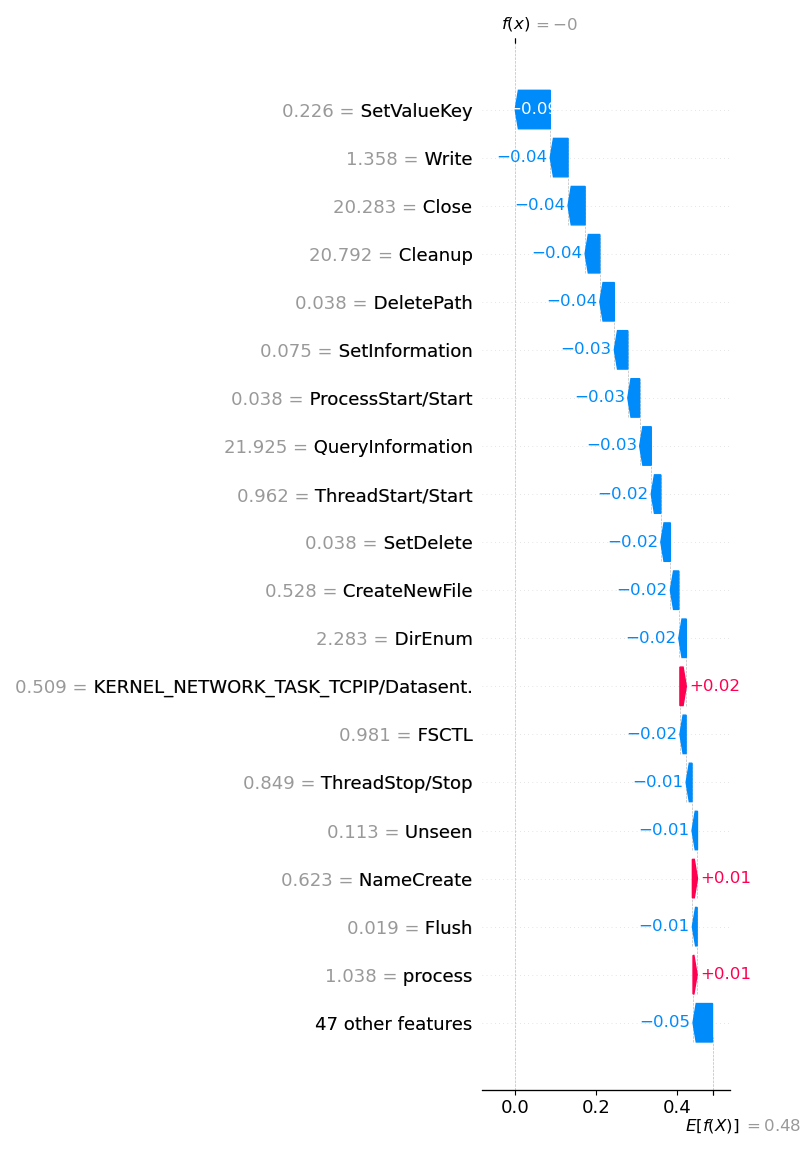 f(x) = −0
0.226 = SetValueKey −0.09
1.358 = Write −0.04
20.283 = Close −0.04
20.792 = Cleanup −0.04
0.038 = DeletePath −0.04
0.075 = SetInformation −0.03
0.038 = ProcessStart/Start −0.03
21.925 = QueryInformation −0.03
0.962 = ThreadStart/Start −0.02
0.038 = SetDelete −0.02
0.528 = CreateNewFile −0.02
2.283 = DirEnum −0.02
0.509 = KERNEL_NETWORK_TASK_TCPIP/Datasent. +0.02
0.981 = FSCTL −0.02
0.849 = ThreadStop/Stop −0.01
0.113 = Unseen −0.01
0.623 = NameCreate +0.01
0.019 = Flush −0.01
1.038 = process +0.01
47 other features −0.05
0.0 0.2 0.4
E[f(X)] = 0.48